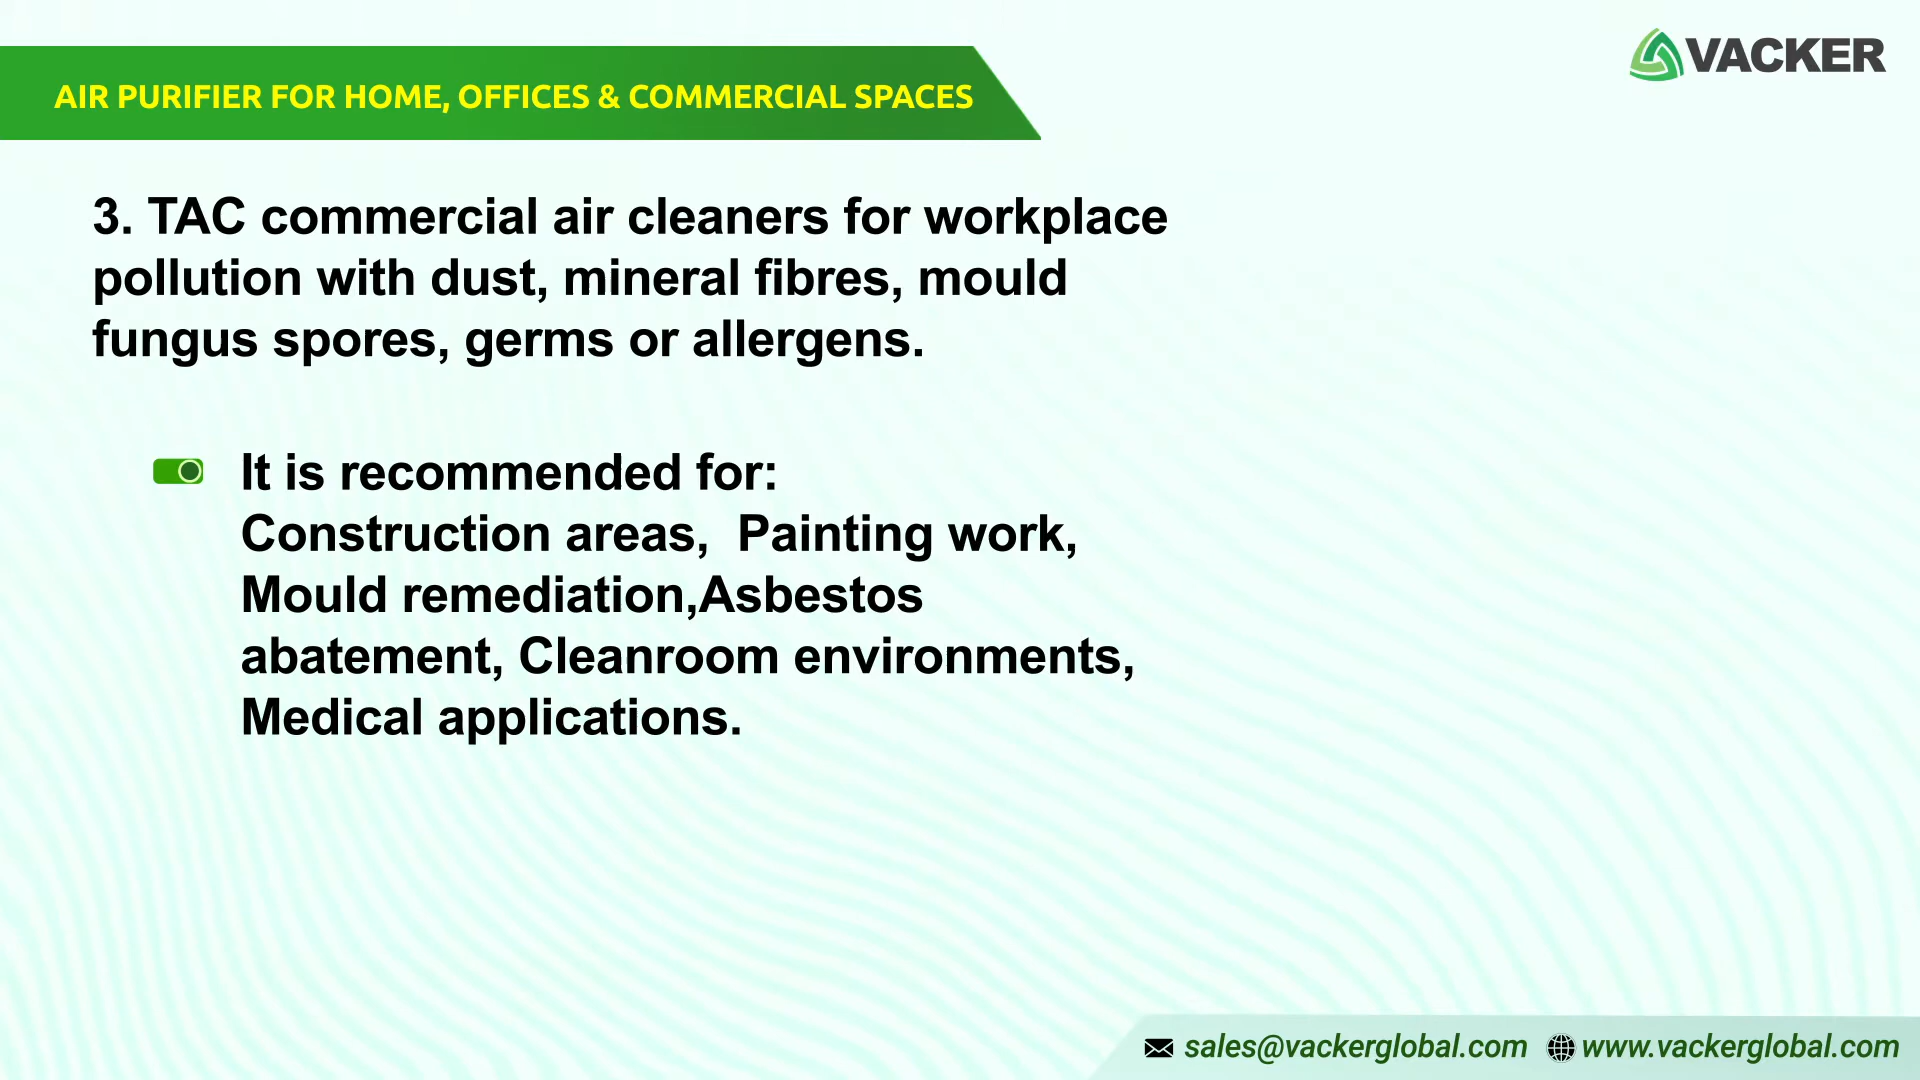 VACKER
AIR PURIFIER FOR HOME, OFFICES & COMMERCIAL SPACES
3. TAC commercial air cleaners for workplace
pollution with dust, mineral fibres, mould
fungus spores, germs or allergens.
It is recommended for:
Construction areas,  Painting work,
Mould remediation,Asbestos
abatement, Cleanroom environments,
Medical applications.
sales@vackerglobal.com www.vackerglobal.com